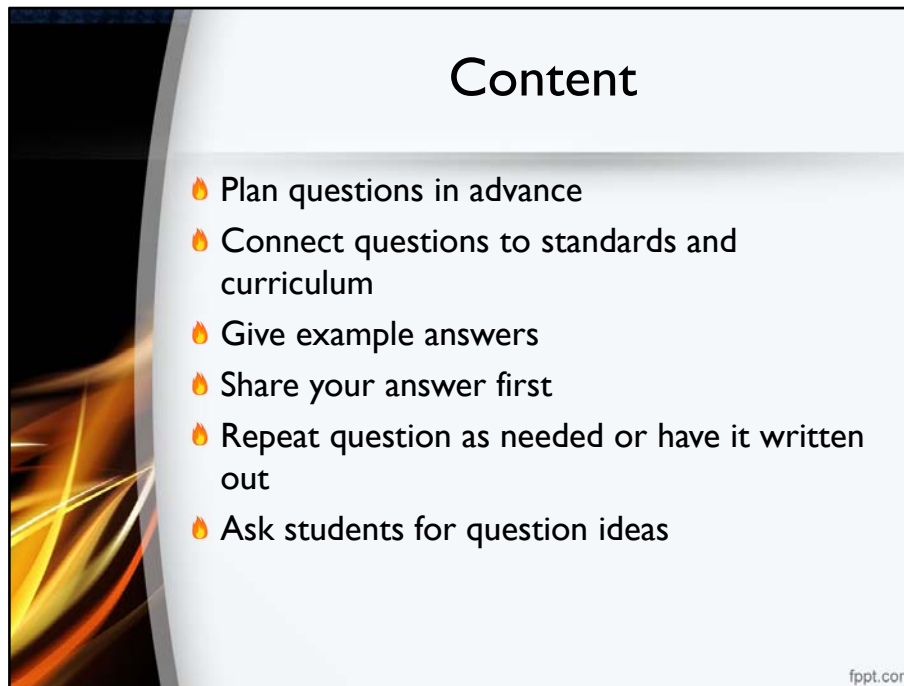 Content
Plan questions in advance
Connect questions to standards and
curriculum
Give example answers
Share your answer first
Repeat question as needed or have it written
out
Ask students for question ideas
fppt.com